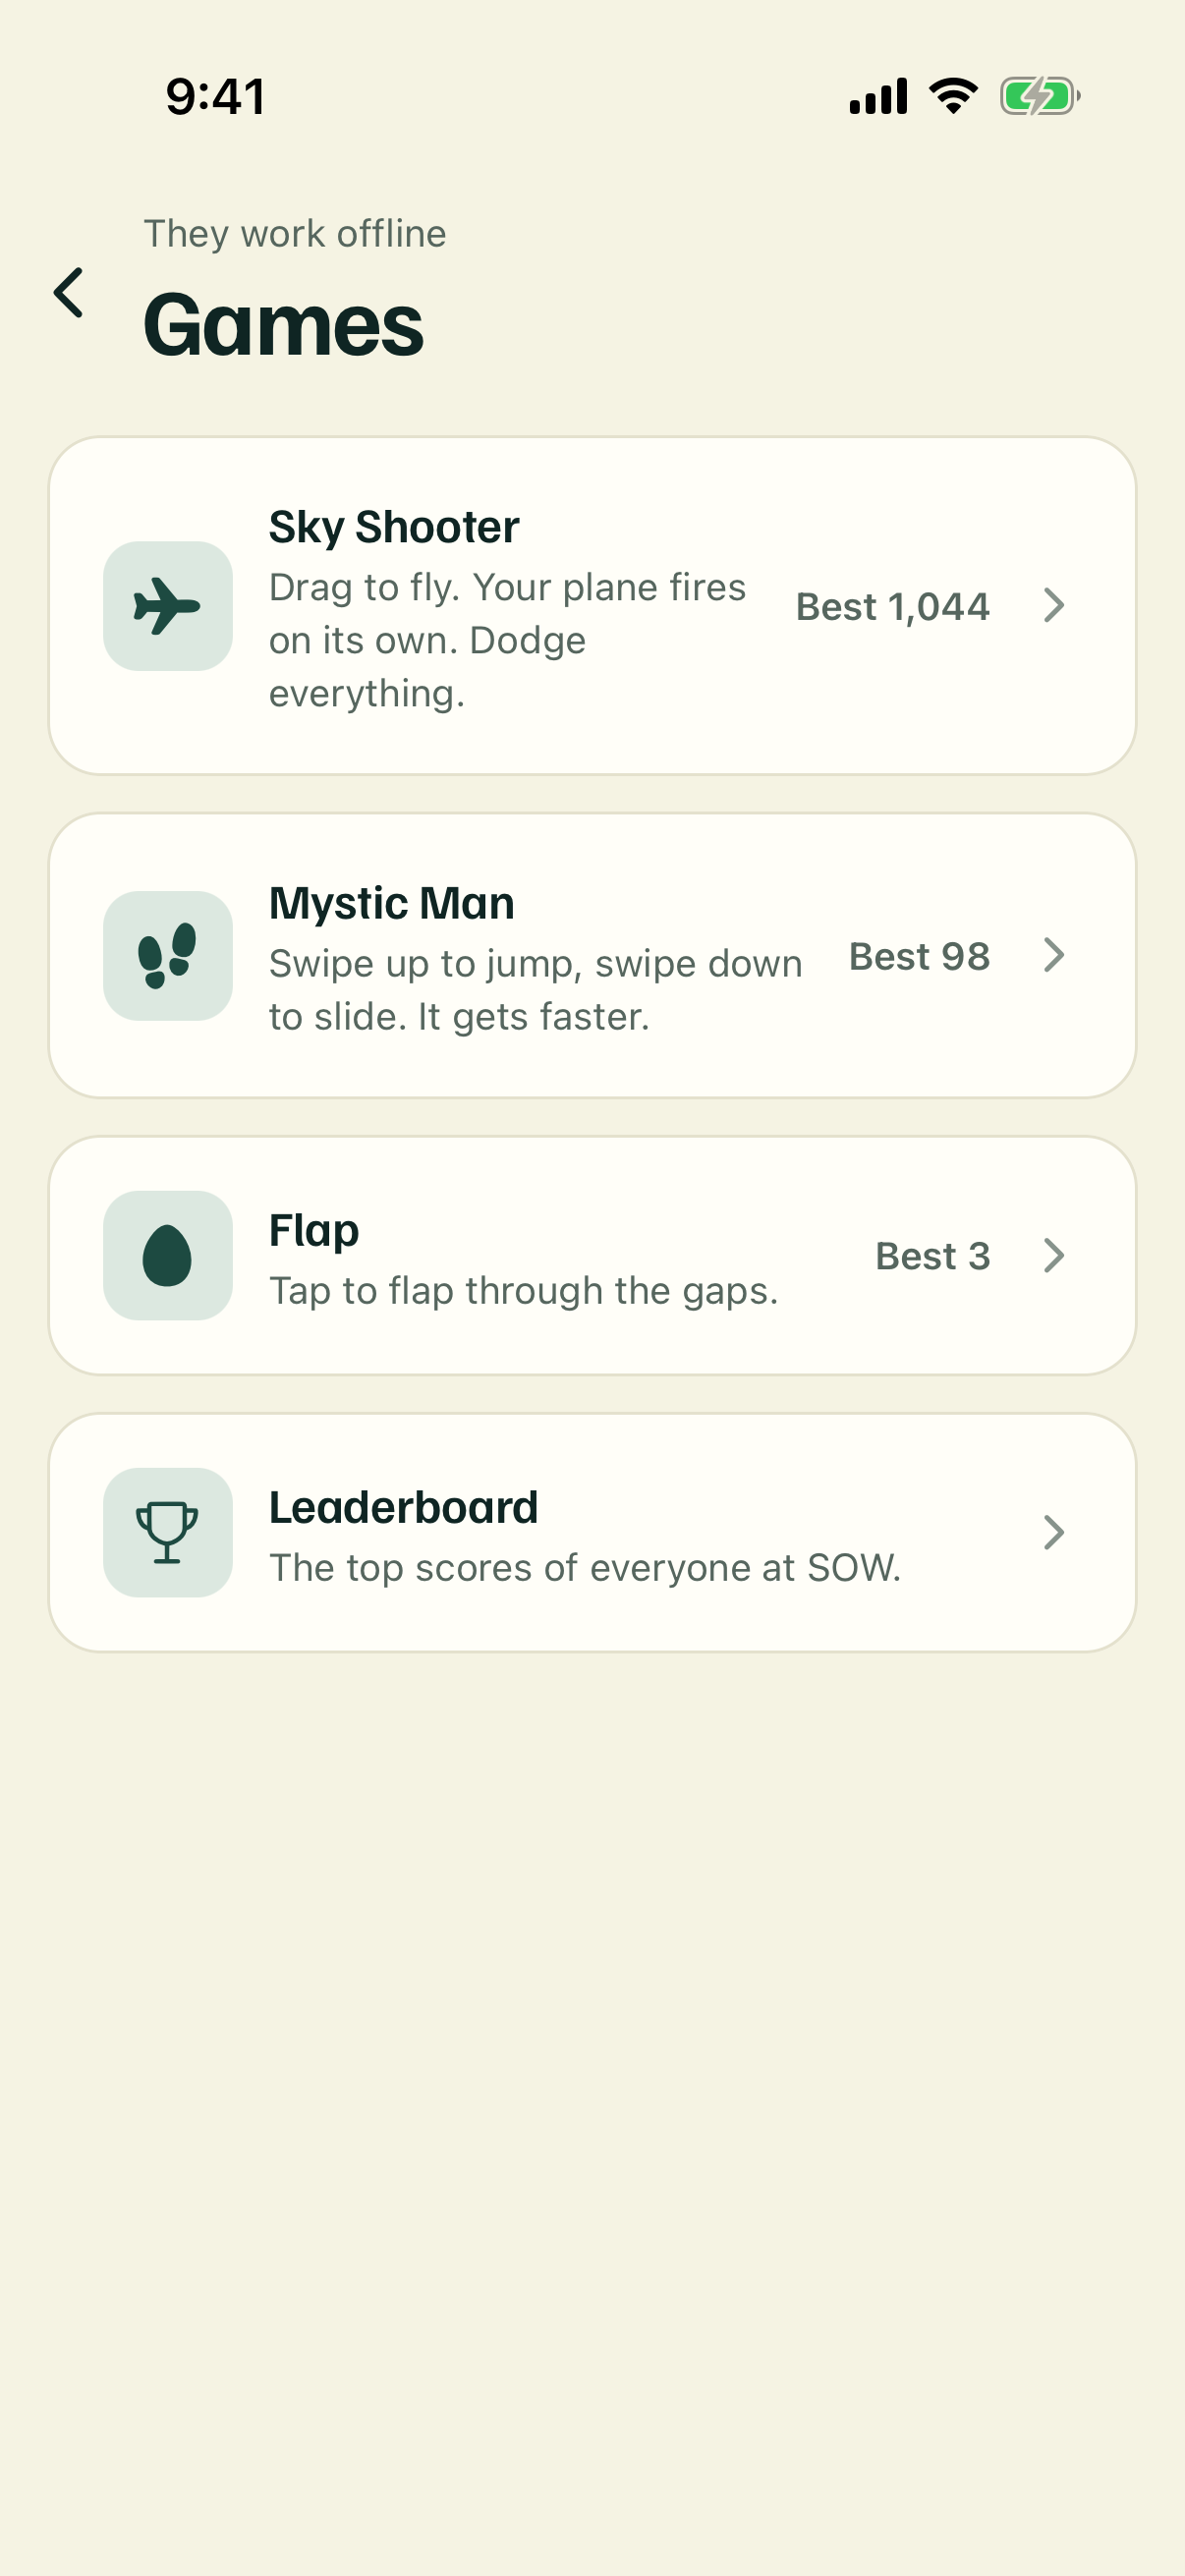 9:41
They work offline
Games
Sky Shooter
Drag to fly. Your plane fires
on its own. Dodge
everything.
Best 1,044
Mystic Man
Swipe up to jump, swipe down
to slide. It gets faster.
Best 98
Flap
Tap to flap through the gaps.
Best 3
Leaderboard
The top scores of everyone at SOW.